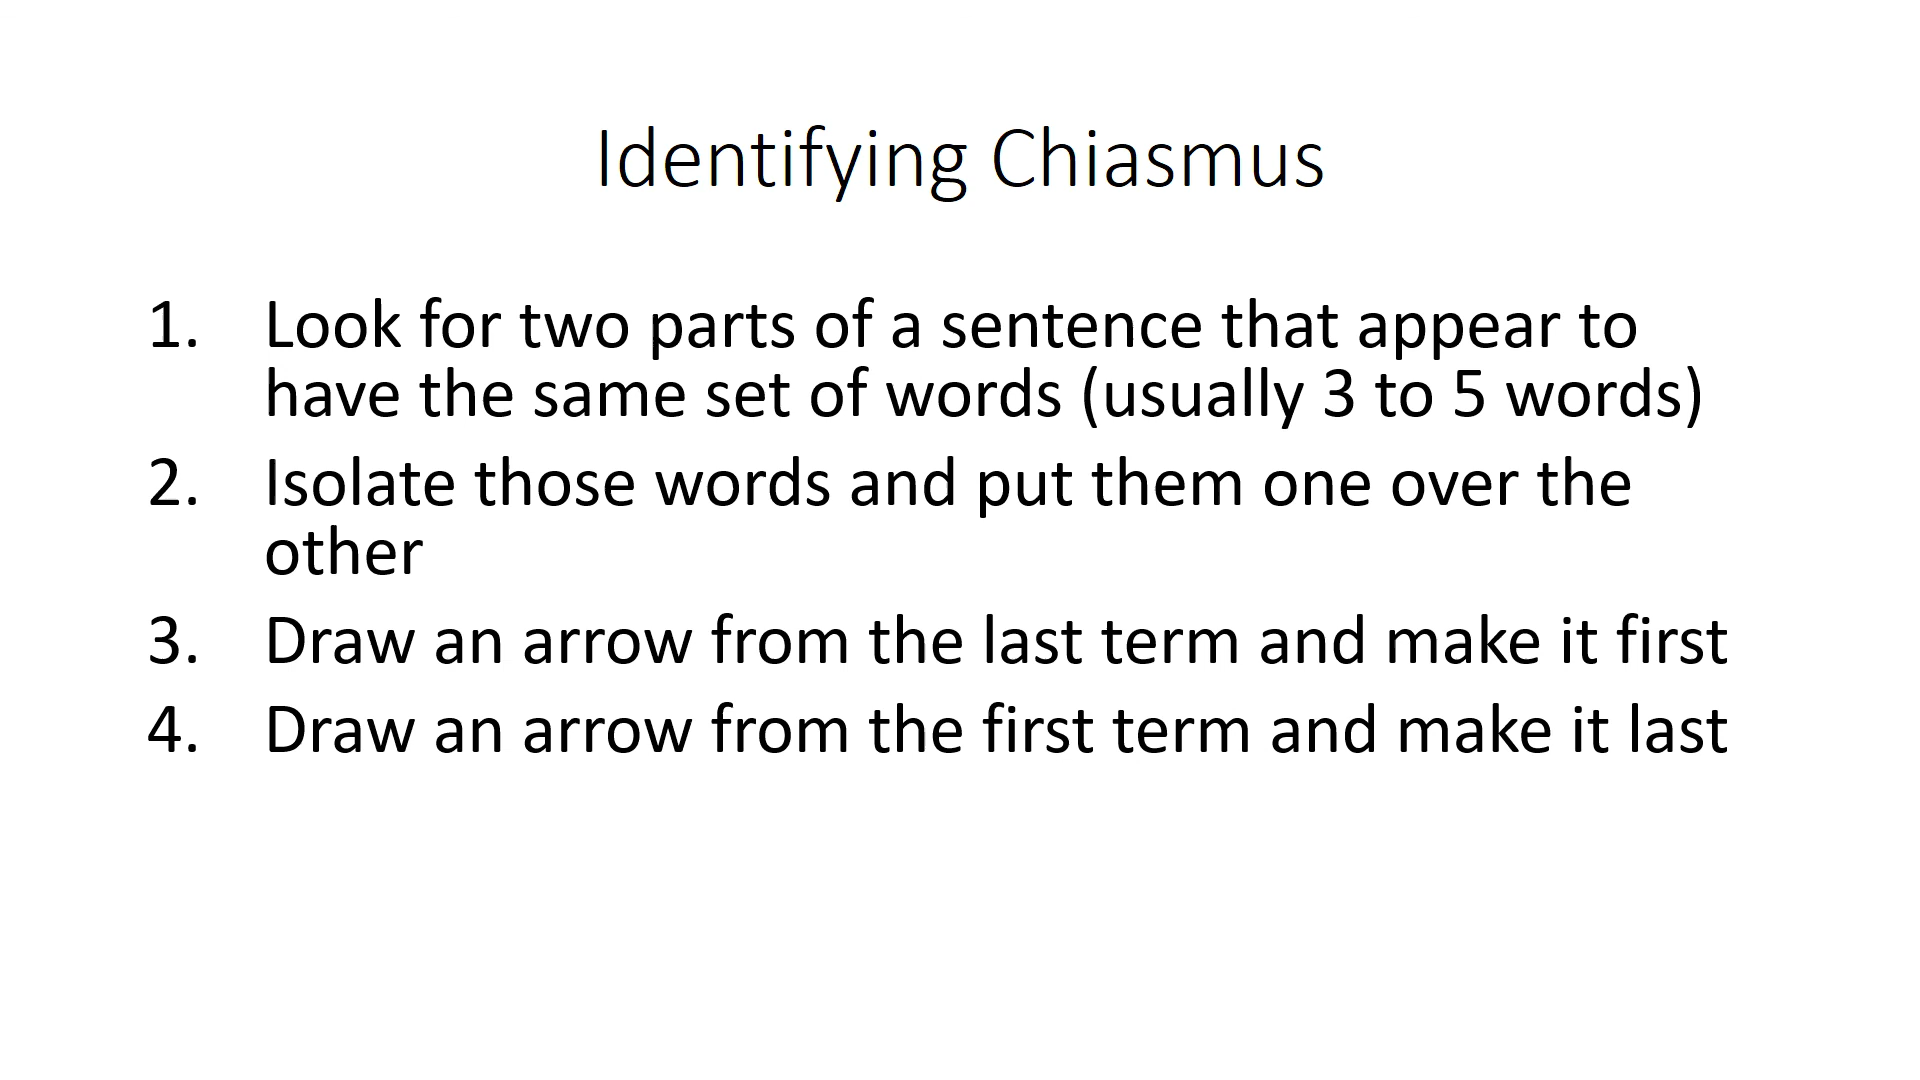 Identifying Chiasmus
1. Look for two parts of a sentence that appear to
have the same set of words (usually 3 to 5 words)
2. Isolate those words and put them one over the
other
3. Draw an arrow from the last term and make it first
4. Draw an arrow from the first term and make it last